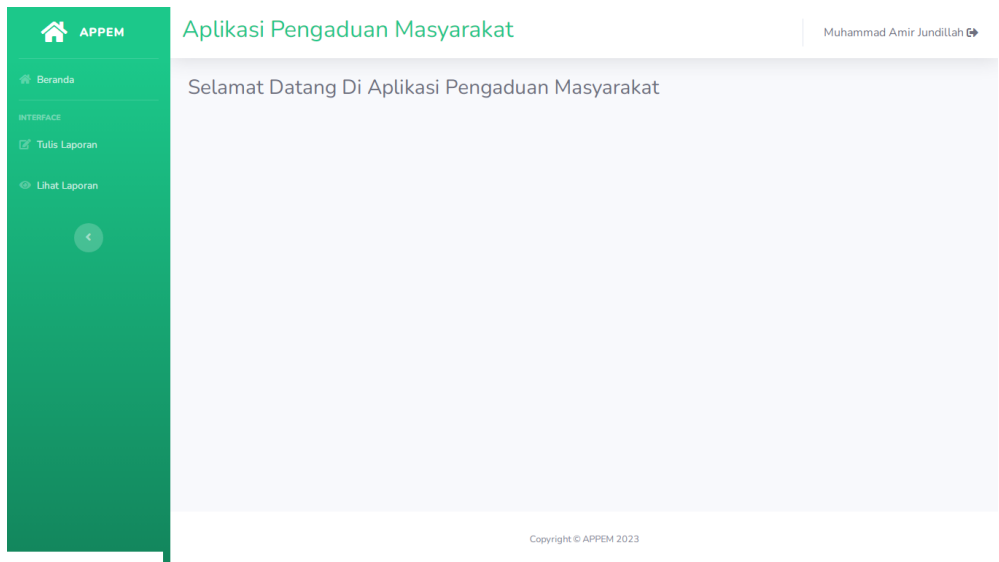 APPEM
Aplikasi Pengaduan Masyarakat
Muhammad Amir Jundillah
Beranda
Selamat Datang Di Aplikasi Pengaduan Masyarakat
INTERFACE
Tulis Laporan
Lihat Laporan
Copyright © APPEM 2023